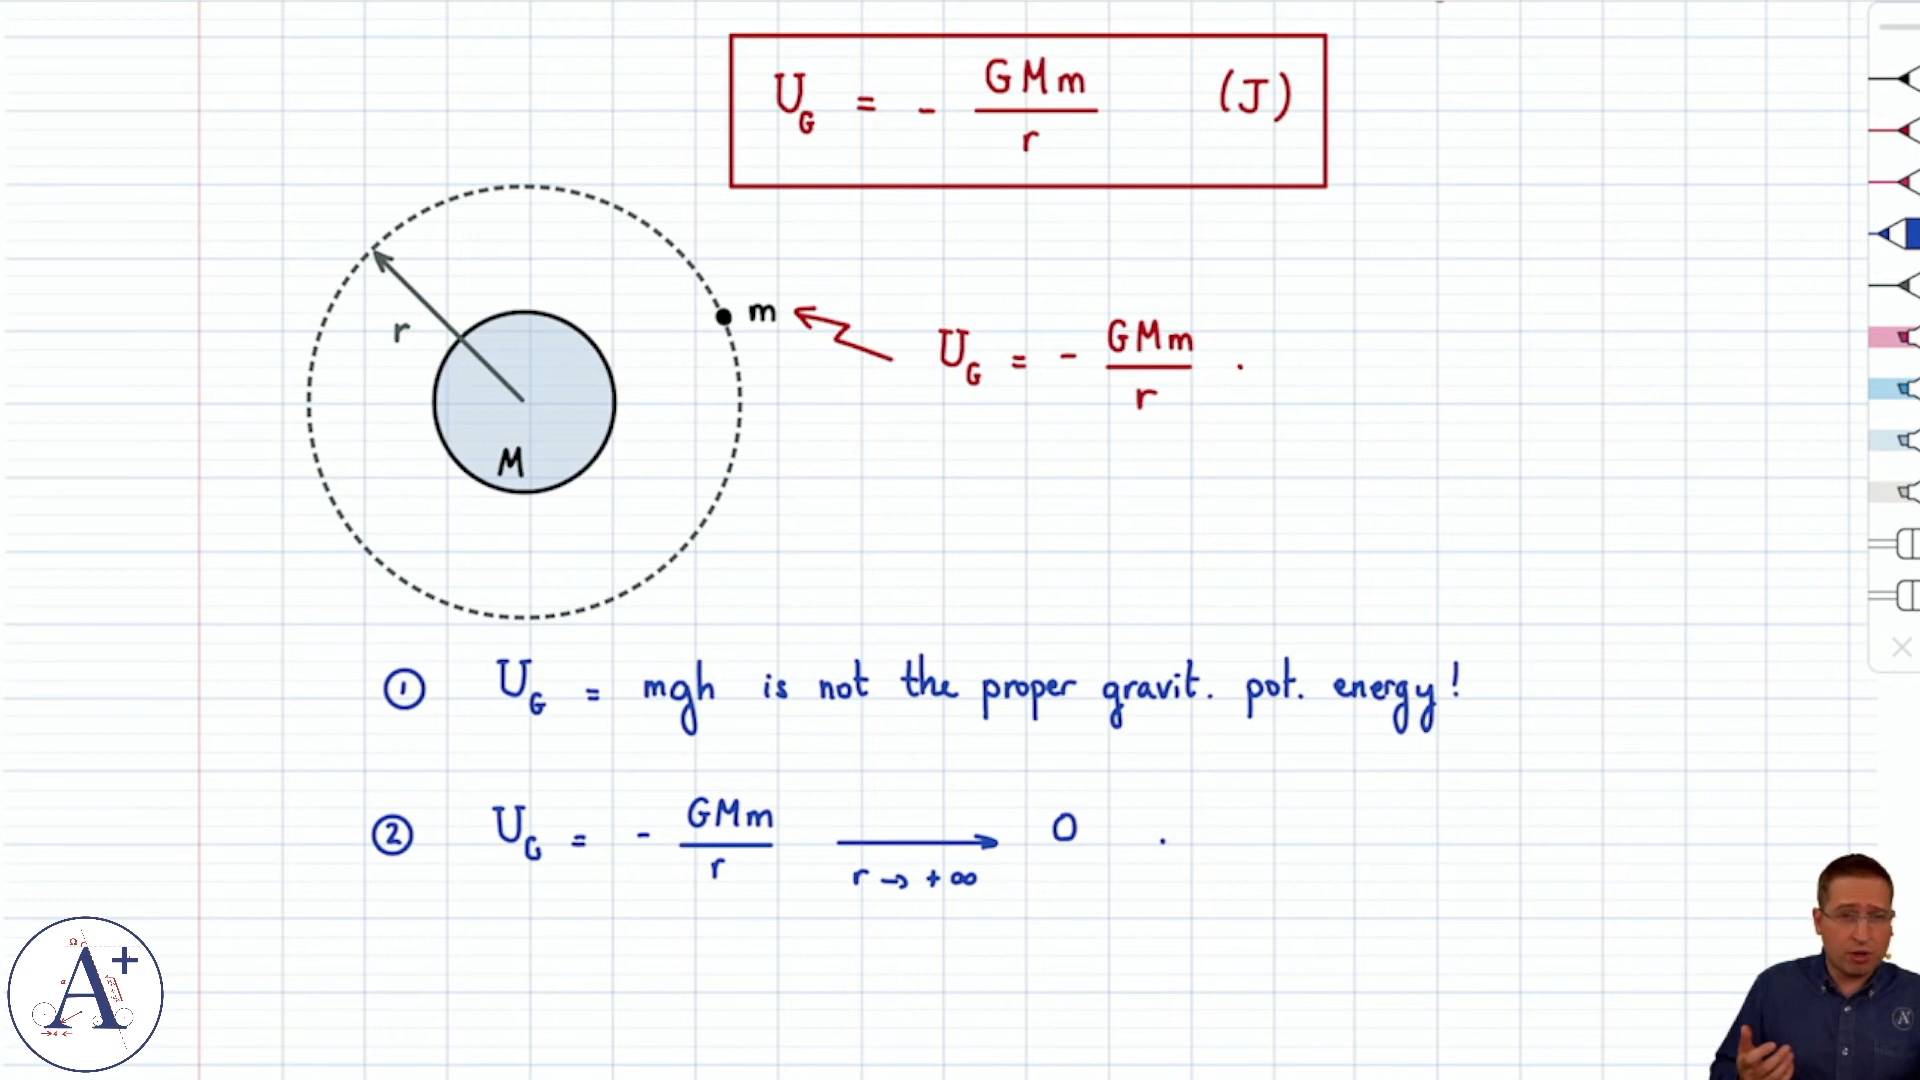 U_G = - GMm/r (J)
r
m
U_G = - GMm/r .
M
① U_G = mgh is not the proper gravit. pot. energy!
② U_G = - GMm/r → r → +∞ 0 .
A+